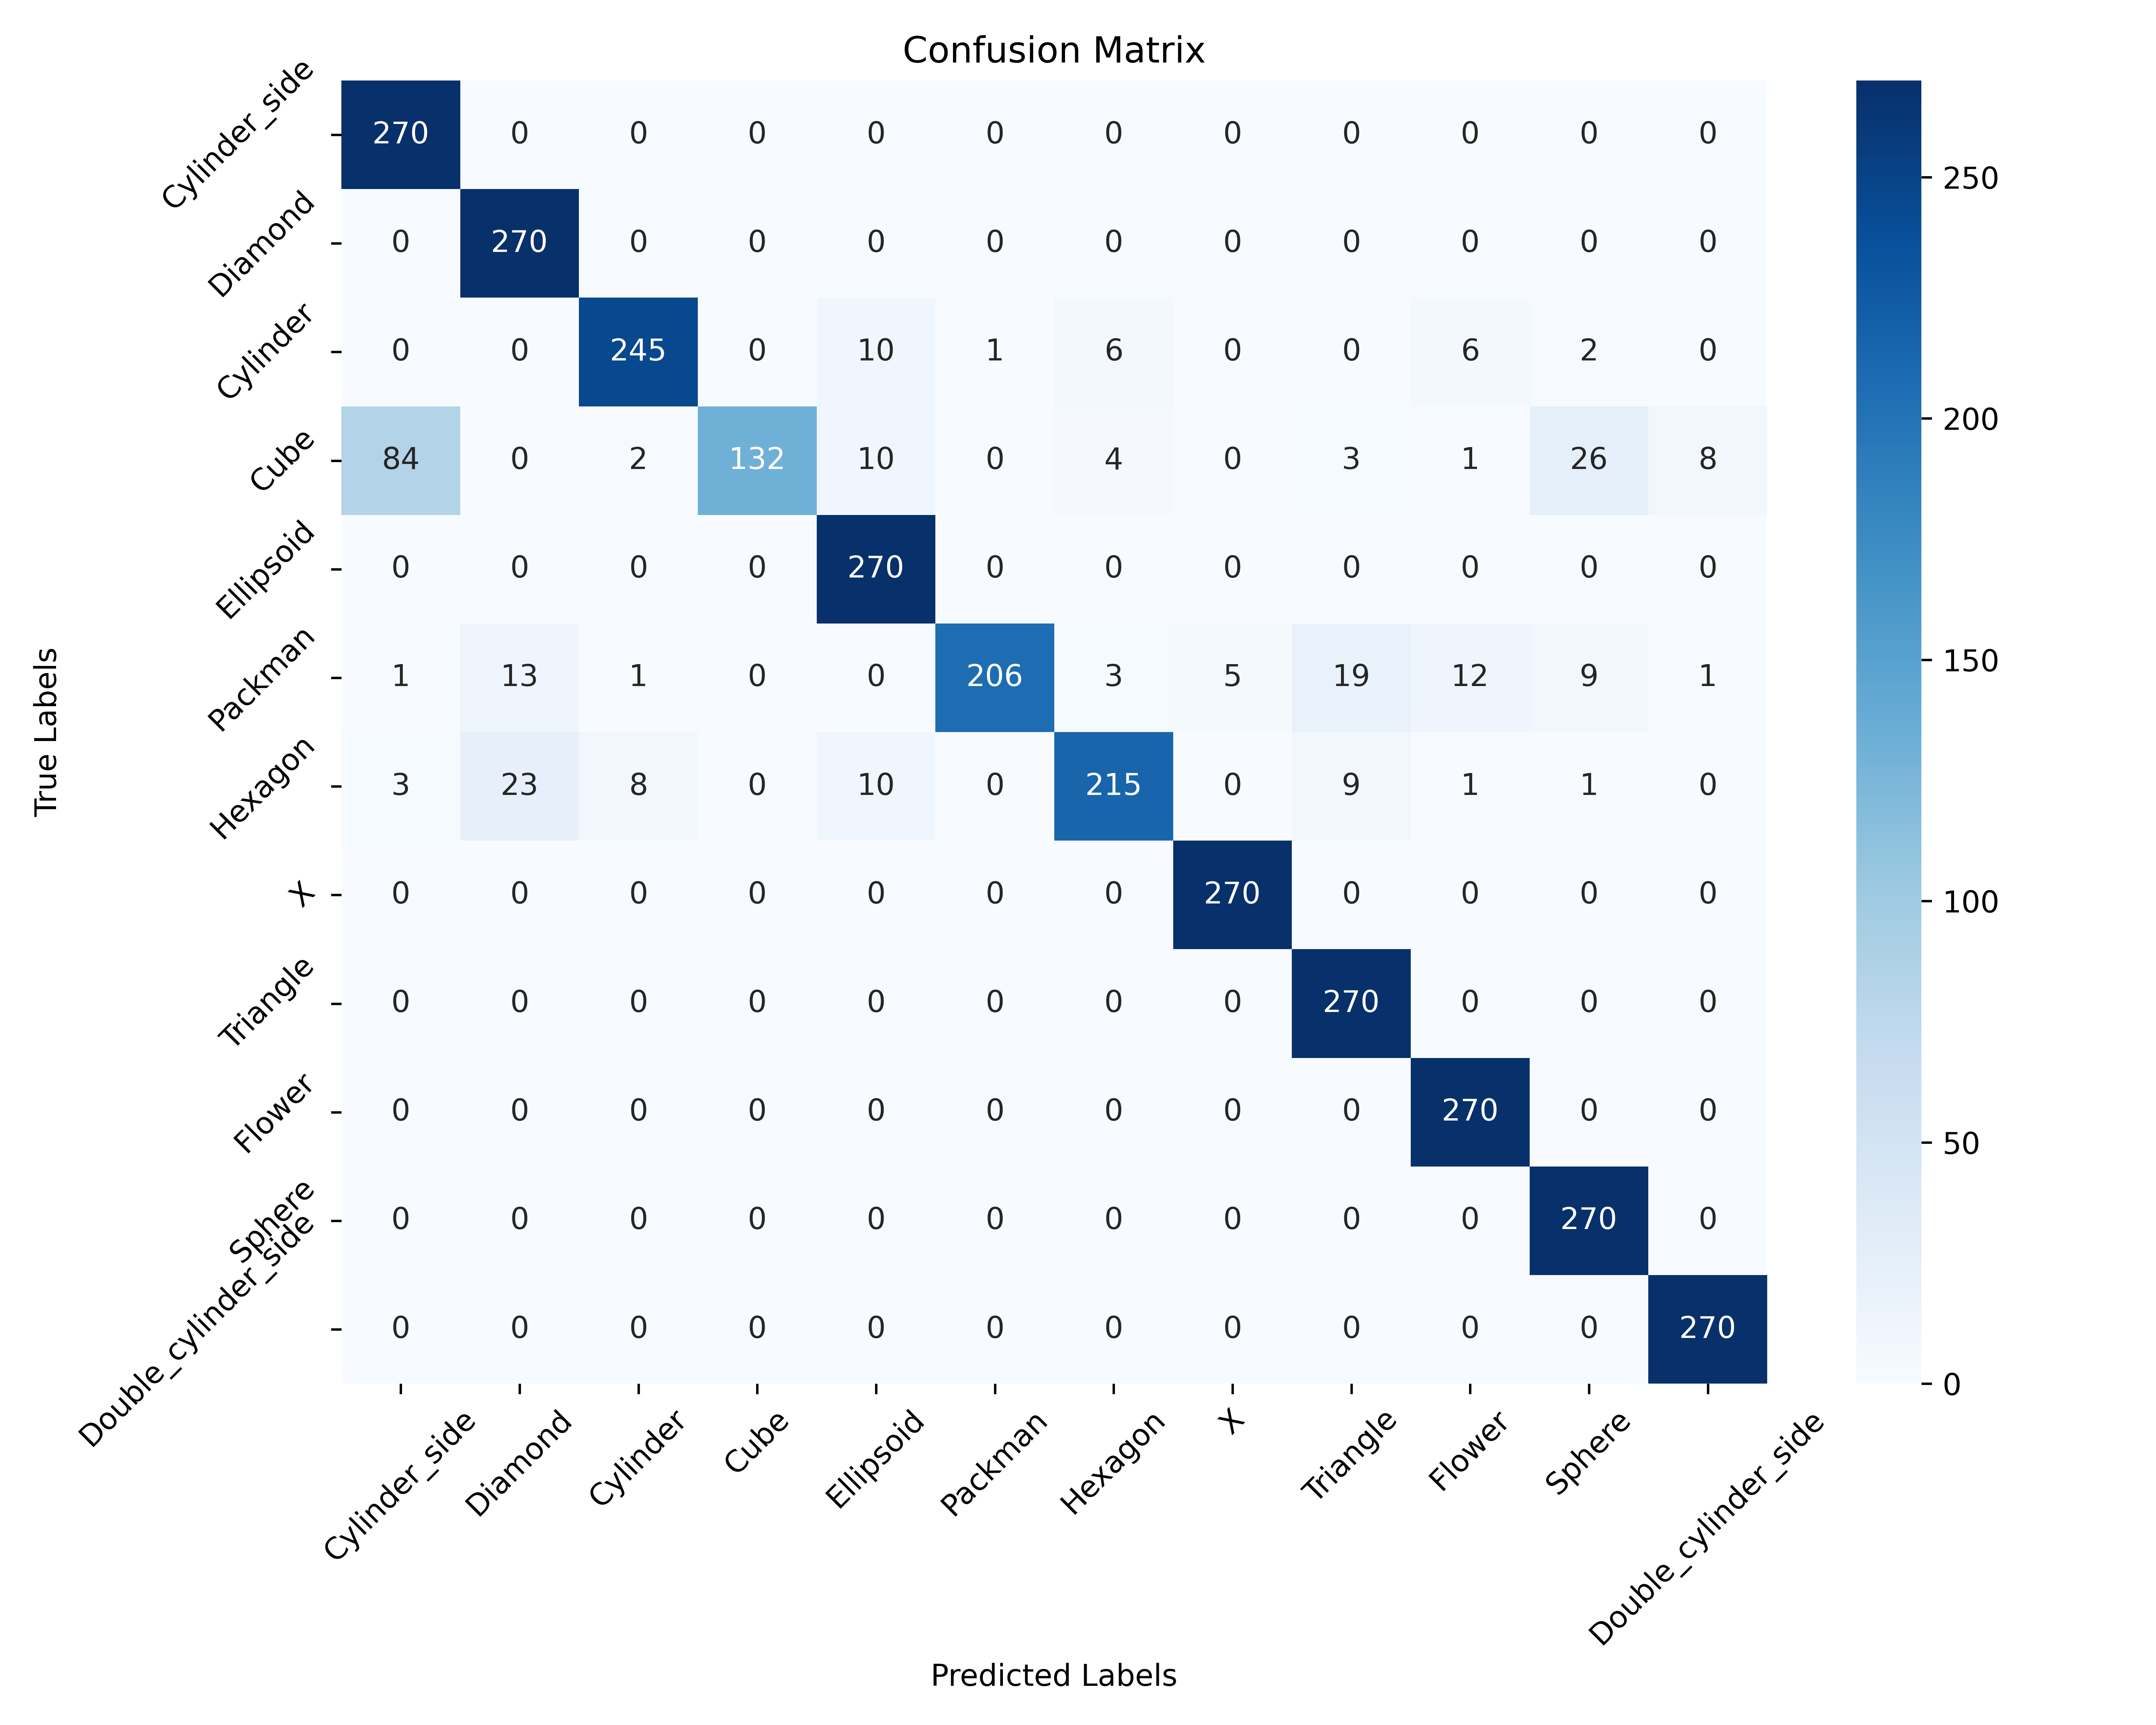 Confusion Matrix
Cylinder_side 270 0 0 0 0 0 0 0 0 0 0 0
Diamond 0 270 0 0 0 0 0 0 0 0 0 0
Cylinder 0 0 245 0 10 1 6 0 0 6 2 0
Cube 84 0 2 132 10 0 4 0 3 1 26 8
Ellipsoid 0 0 0 0 270 0 0 0 0 0 0 0
Packman 1 13 1 0 0 206 3 5 19 12 9 1
Hexagon 3 23 8 0 10 0 215 0 9 1 1 0
X 0 0 0 0 0 0 0 270 0 0 0 0
Triangle 0 0 0 0 0 0 0 0 270 0 0 0
Flower 0 0 0 0 0 0 0 0 0 270 0 0
Sphere 0 0 0 0 0 0 0 0 0 0 270 0
Double_cylinder_side 0 0 0 0 0 0 0 0 0 0 0 270
True Labels
Cylinder_side Diamond Cylinder Cube Ellipsoid Packman Hexagon X Triangle Flower Sphere Double_cylinder_side
Predicted Labels
250
200
150
100
50
0